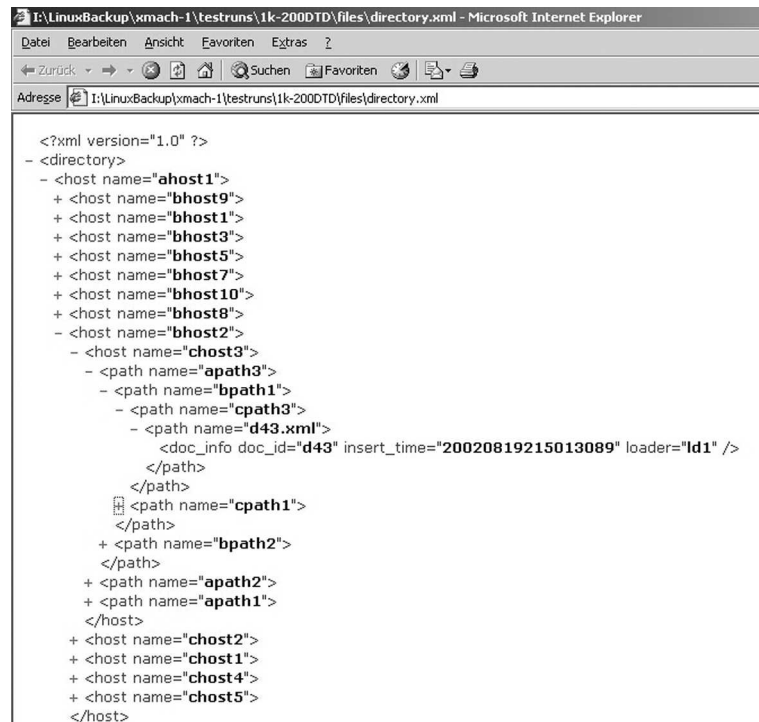 I:\LinuxBackup\xmach-1\testruns\1k-200DTD\files\directory.xml - Microsoft Internet Explorer
Datei Bearbeiten Ansicht Favoriten Extras ?
Zurück Suchen Favoriten
Adresse I:\LinuxBackup\xmach-1\testruns\1k-200DTD\files\directory.xml
<?xml version="1.0" ?>
- <directory>
- <host name="ahost1">
+ <host name="bhost9">
+ <host name="bhost1">
+ <host name="bhost3">
+ <host name="bhost5">
+ <host name="bhost7">
+ <host name="bhost10">
+ <host name="bhost8">
- <host name="bhost2">
- <host name="chost3">
- <path name="apath3">
- <path name="bpath1">
- <path name="cpath3">
- <path name="d43.xml">
<doc_info doc_id="d43" insert_time="20020819215013089" loader="ld1" />
</path>
</path>
+ <path name="cpath1">
</path>
+ <path name="bpath2">
</path>
+ <path name="apath2">
+ <path name="apath1">
</host>
+ <host name="chost2">
+ <host name="chost1">
+ <host name="chost4">
+ <host name="chost5">
</host>